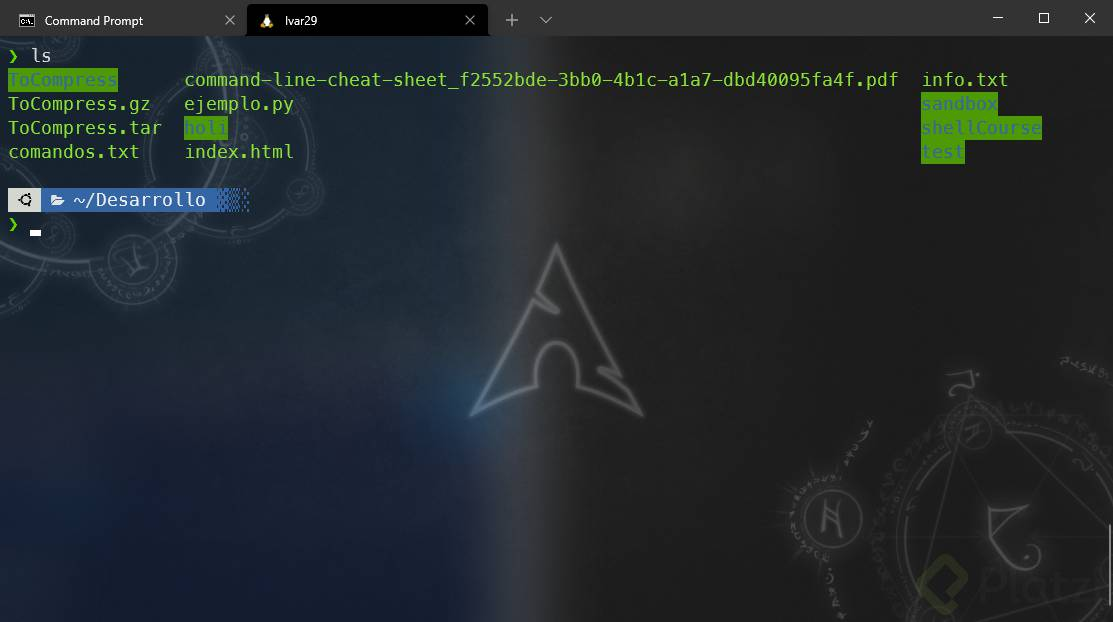 Command Prompt
Ivar29
❯ ls
ToCompress command-line-cheat-sheet_f2552bde-3bb0-4b1c-a1a7-dbd40095fa4f.pdf info.txt
ToCompress.gz ejemplo.py sandbox
ToCompress.tar holi shellCourse
comandos.txt index.html test
~/Desarrollo
❯
Platzi